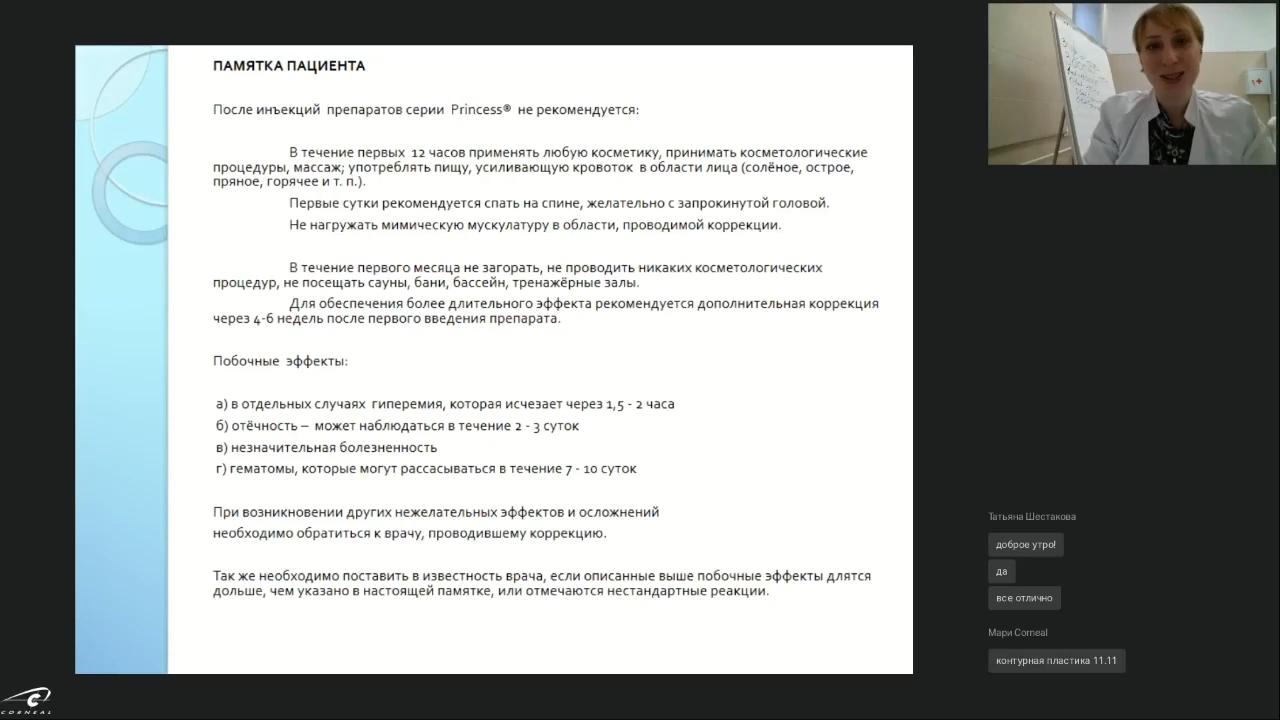 ПАМЯТКА ПАЦИЕНТА
После инъекций препаратов серии Princess® не рекомендуется:
В течение первых 12 часов применять любую косметику, принимать косметологические
процедуры, массаж; употреблять пищу, усиливающую кровоток в области лица (солёное, острое,
пряное, горячее и т. п.).
Первые сутки рекомендуется спать на спине, желательно с запрокинутой головой.
Не нагружать мимическую мускулатуру в области, проводимой коррекции.
В течение первого месяца не загорать, не проводить никаких косметологических
процедур, не посещать сауны, бани, бассейн, тренажёрные залы.
Для обеспечения более длительного эффекта рекомендуется дополнительная коррекция
через 4-6 недель после первого введения препарата.
Побочные эффекты:
а) в отдельных случаях гиперемия, которая исчезает через 1,5 - 2 часа
б) отёчность – может наблюдаться в течение 2 - 3 суток
в) незначительная болезненность
г) гематомы, которые могут рассасываться в течение 7 - 10 суток
При возникновении других нежелательных эффектов и осложнений
необходимо обратиться к врачу, проводившему коррекцию.
Так же необходимо поставить в известность врача, если описанные выше побочные эффекты длятся
дольше, чем указано в настоящей памятке, или отмечаются нестандартные реакции.
Татьяна Шестакова
доброе утро!
да
все отлично
Мари Corneal
контурная пластика 11.11
CORNEAL